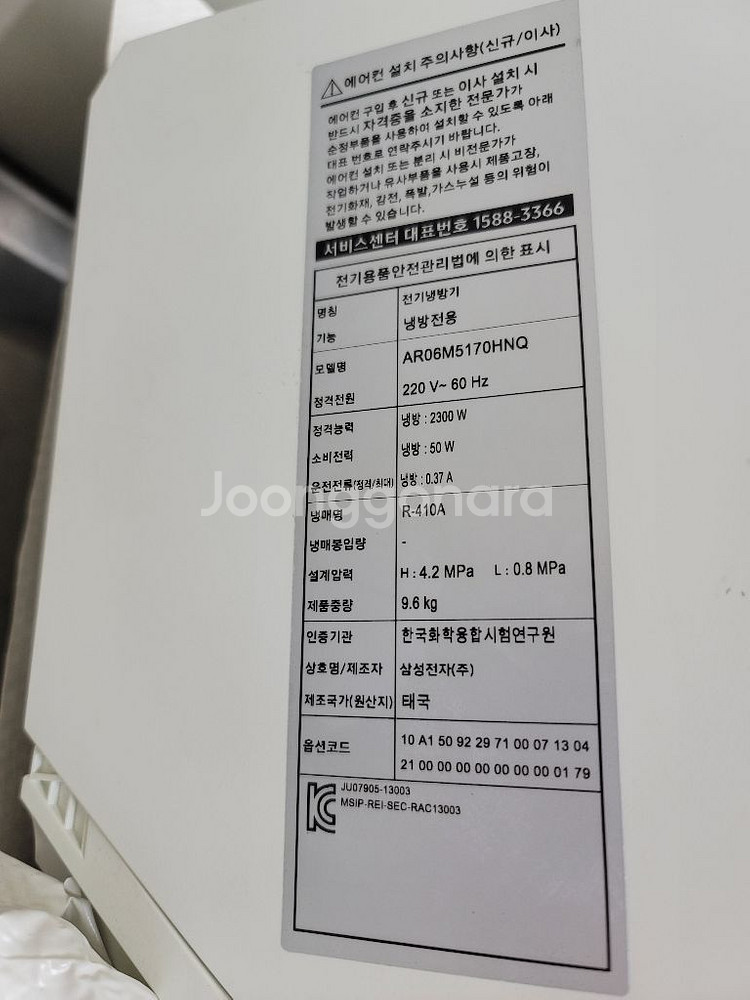 ⚠에어컨 설치 주의사항(신규/이사)
에어컨 구입 후 신규 또는 이사 설치 시
반드시 자격증을 소지한 전문가가
순정부품을 사용하여 설치할 수 있도록 아래
대표 번호로 연락주시기 바랍니다.
에어컨 설치 또는 분리 시 비전문가가
작업하거나 유사부품을 사용시 제품고장,
전기화재, 감전, 폭발,가스누설 등의 위험이
발생할 수 있습니다.
서비스센터 대표번호 1588-3366
전기용품안전관리법에 의한 표시
명칭 전기냉방기
기능 냉방전용
모델명 AR06M5170HNQ
정격전원 220 V~ 60 Hz
정격능력 냉방 : 2300 W
소비전력 냉방 : 50 W
운전전류(정격/최대) 냉방 : 0.37 A
Joonggonara
냉매명 R-410A
냉매봉입량 -
설계압력 H : 4.2 MPa L : 0.8 MPa
제품중량 9.6 kg
인증기관 한국화학융합시험연구원
상호명/제조자 삼성전자(주)
제조국가(원산지) 태국
옵션코드 10 A1 50 92 29 71 00 07 13 04
21 00 00 00 00 00 00 00 01 79
JU07905-13003
MSIP-REI-SEC-RAC13003